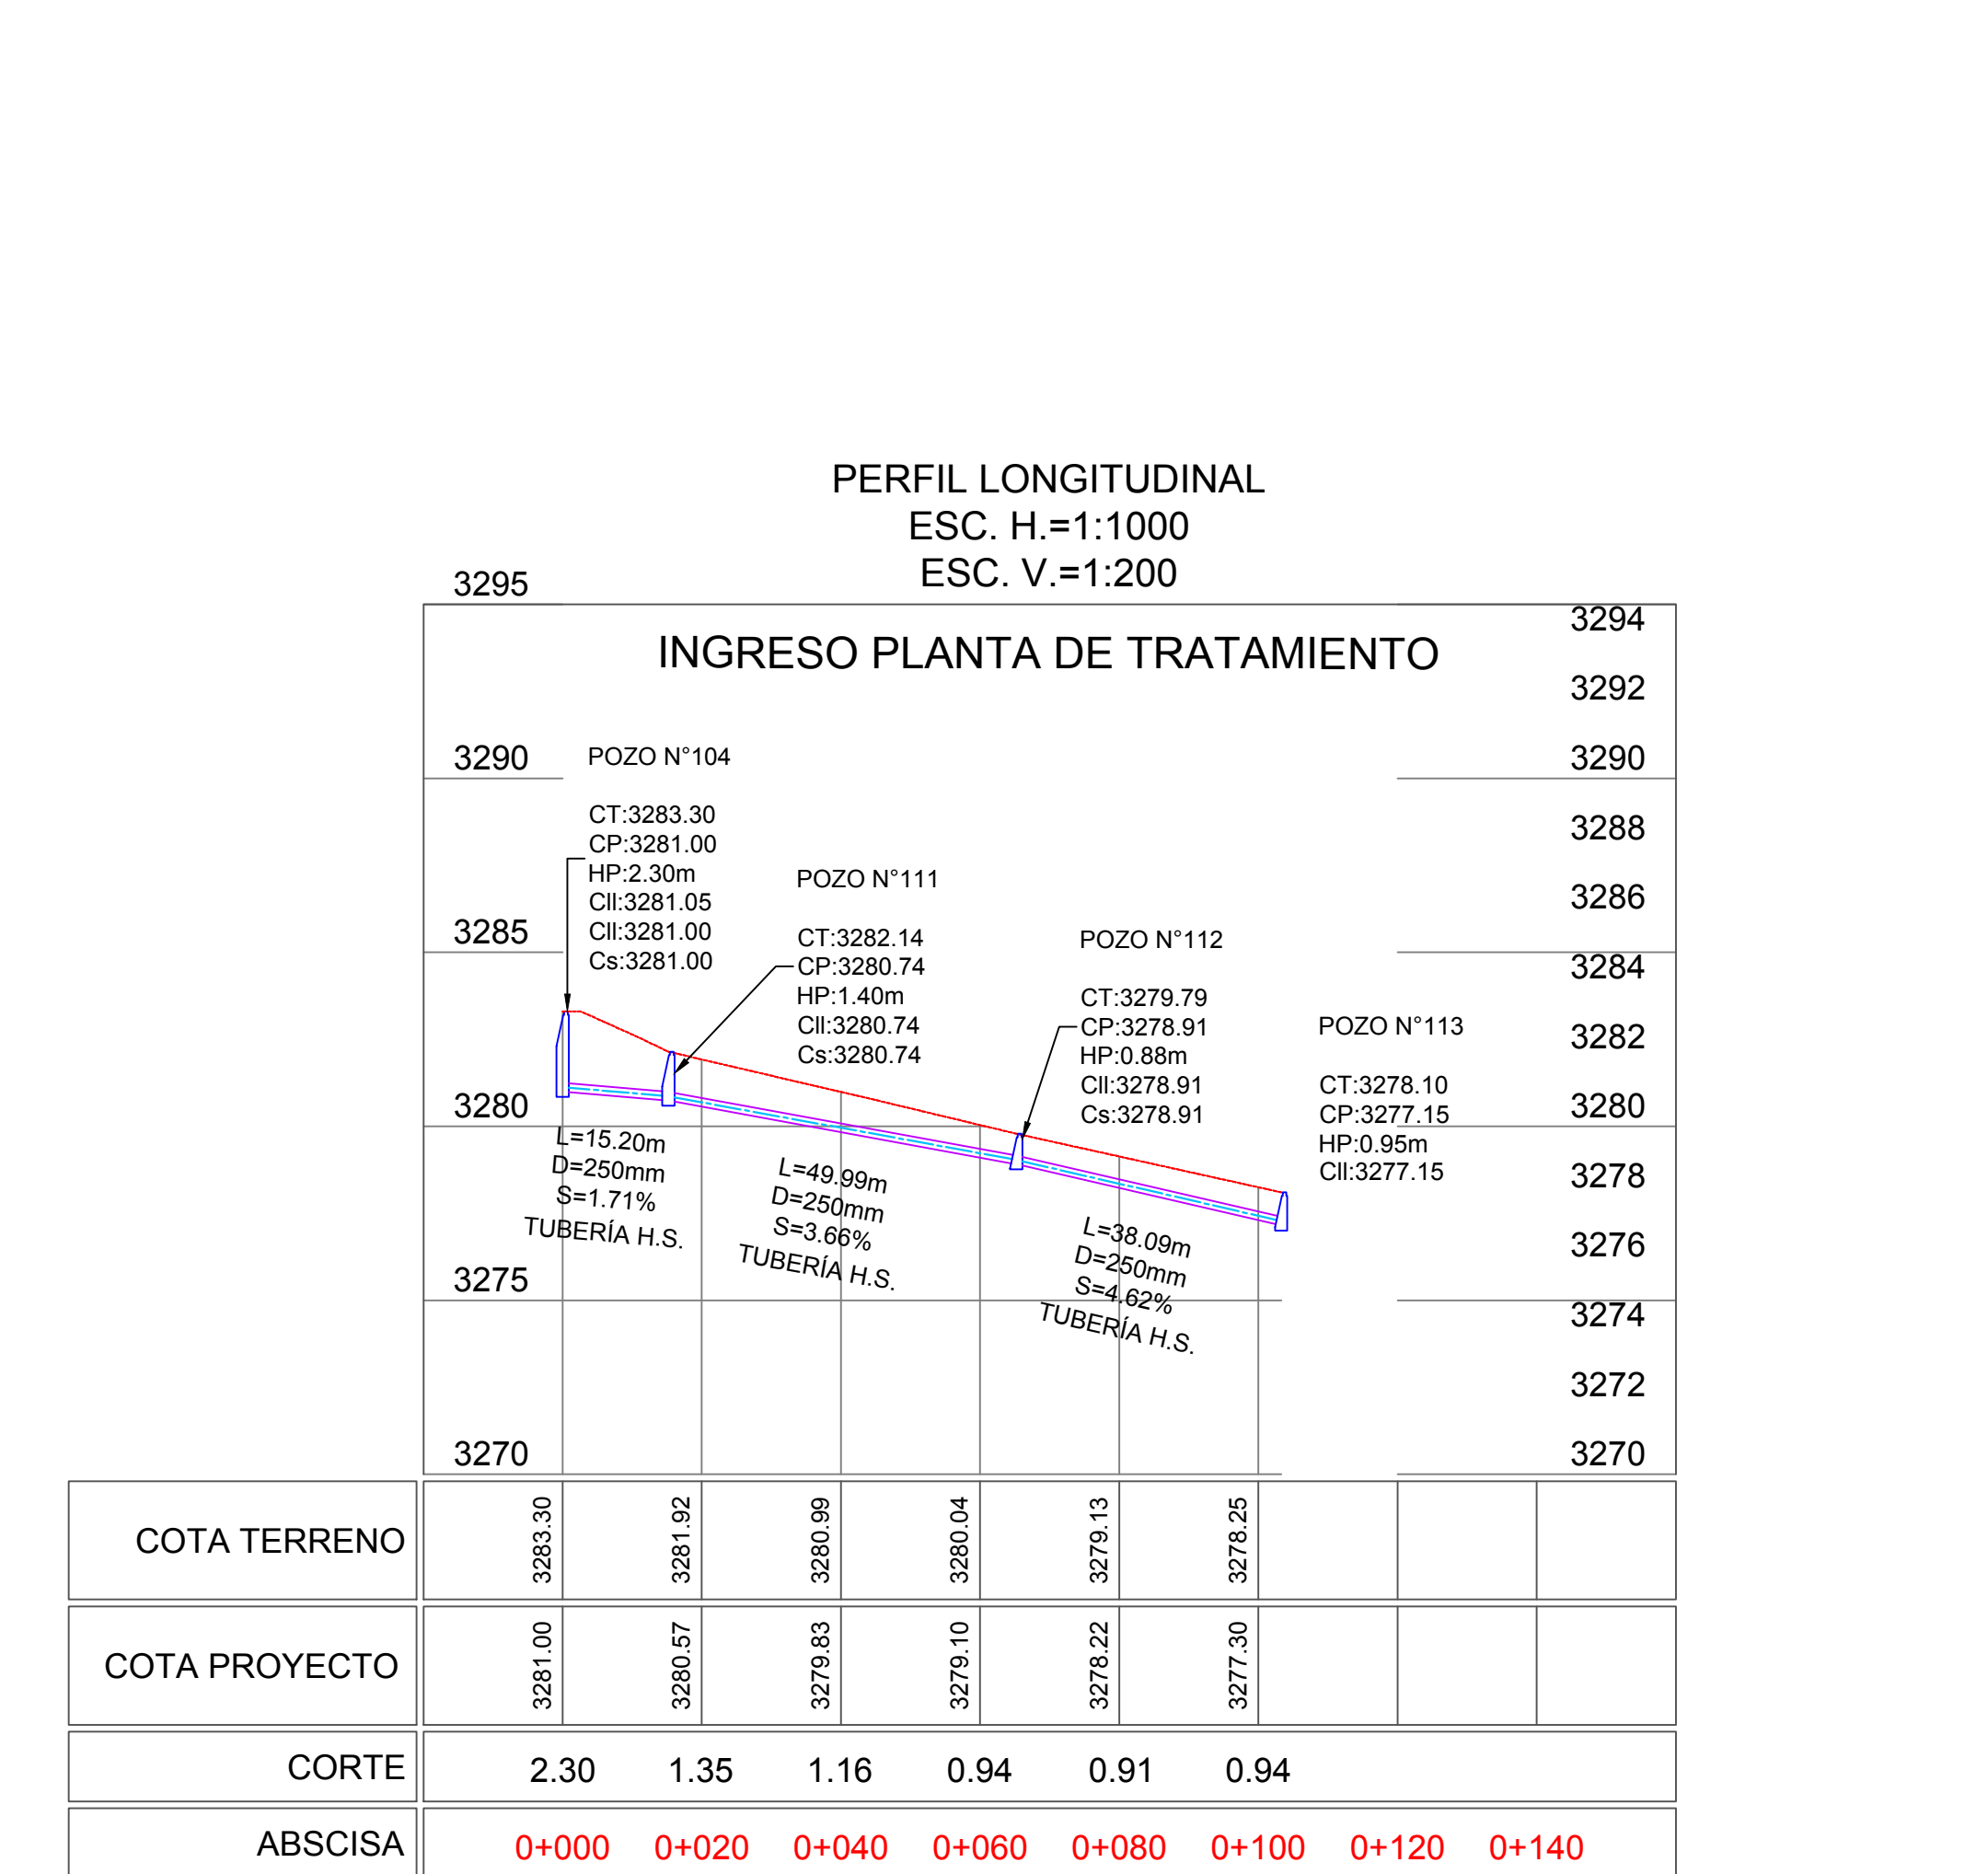 PERFIL LONGITUDINAL
ESC. H.=1:1000
ESC. V.=1:200
3295
3290
3285
3280
3275
3270
3294
3292
3290
3288
3286
3284
3282
3280
3278
3276
3274
3272
3270
INGRESO PLANTA DE TRATAMIENTO
POZO N°104
CT:3283.30
CP:3281.00
HP:2.30m
Cll:3281.05
Cll:3281.00
Cs:3281.00
POZO N°111
CT:3282.14
CP:3280.74
HP:1.40m
Cll:3280.74
Cs:3280.74
POZO N°112
CT:3279.79
CP:3278.91
HP:0.88m
Cll:3278.91
Cs:3278.91
POZO N°113
CT:3278.10
CP:3277.15
HP:0.95m
Cll:3277.15
L=15.20m
D=250mm
S=1.71%
TUBERÍA H.S.
L=49.99m
D=250mm
S=3.66%
TUBERÍA H.S.
L=38.09m
D=250mm
S=4.62%
TUBERÍA H.S.
COTA TERRENO 3283.30 3281.92 3280.99 3280.04 3279.13 3278.25
COTA PROYECTO 3281.00 3280.57 3279.83 3279.10 3278.22 3277.30
CORTE 2.30 1.35 1.16 0.94 0.91 0.94
ABSCISA 0+000 0+020 0+040 0+060 0+080 0+100 0+120 0+140